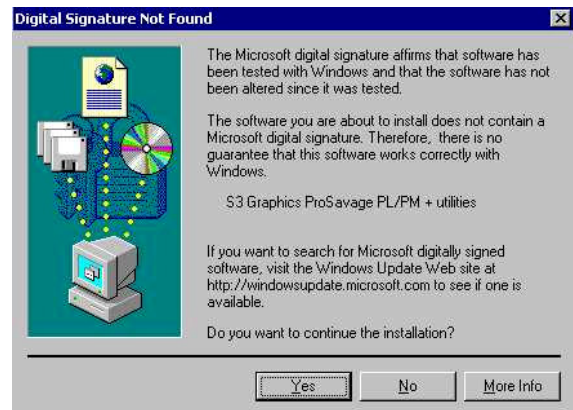 Digital Signature Not Found
The Microsoft digital signature affirms that software has
been tested with Windows and that the software has not
been altered since it was tested.
The software you are about to install does not contain a
Microsoft digital signature. Therefore, there is no
guarantee that this software works correctly with
Windows.
S3 Graphics ProSavage PL/PM + utilities
If you want to search for Microsoft digitally signed
software, visit the Windows Update Web site at
http://windowsupdate.microsoft.com to see if one is
available.
Do you want to continue the installation?
Yes No More Info